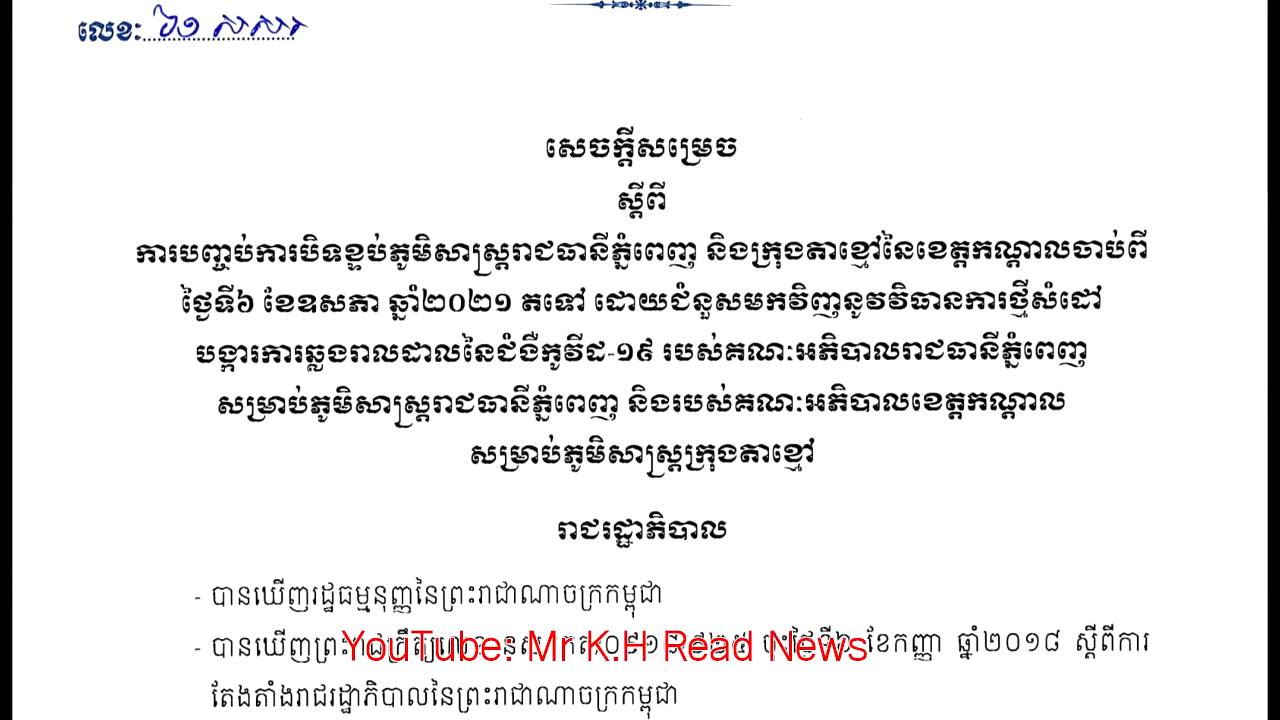 លេខៈ ៦១ សសរ
សេចក្តីសម្រេច
ស្តីពី
ការបញ្ចប់ការបិទខ្ទប់ភូមិសាស្ត្ររាជធានីភ្នំពេញ និងក្រុងតាខ្មៅនៃខេត្តកណ្តាលចាប់ពី
ថ្ងៃទី៦ ខែឧសភា ឆ្នាំ២០២១ តទៅ ដោយជំនួសមកវិញនូវវិធានការថ្មីសំដៅ
បង្ការការឆ្លងរាលដាលនៃជំងឺកូវីដ-១៩ របស់គណៈអភិបាលរាជធានីភ្នំពេញ
សម្រាប់ភូមិសាស្ត្ររាជធានីភ្នំពេញ និងរបស់គណៈអភិបាលខេត្តកណ្តាល
សម្រាប់ភូមិសាស្ត្រក្រុងតាខ្មៅ
រាជរដ្ឋាភិបាល
- បានឃើញរដ្ឋធម្មនុញ្ញនៃព្រះរាជាណាចក្រកម្ពុជា
- បានឃើញព្រះរាជក្រឹត្យលេខ ថ្ងៃទី៦ ខែកញ្ញា ឆ្នាំ២០១៨ ស្តីពីការ
តែងតាំងរាជរដ្ឋាភិបាលនៃព្រះរាជាណាចក្រកម្ពុជា
YouTube: Mr K.H Read News